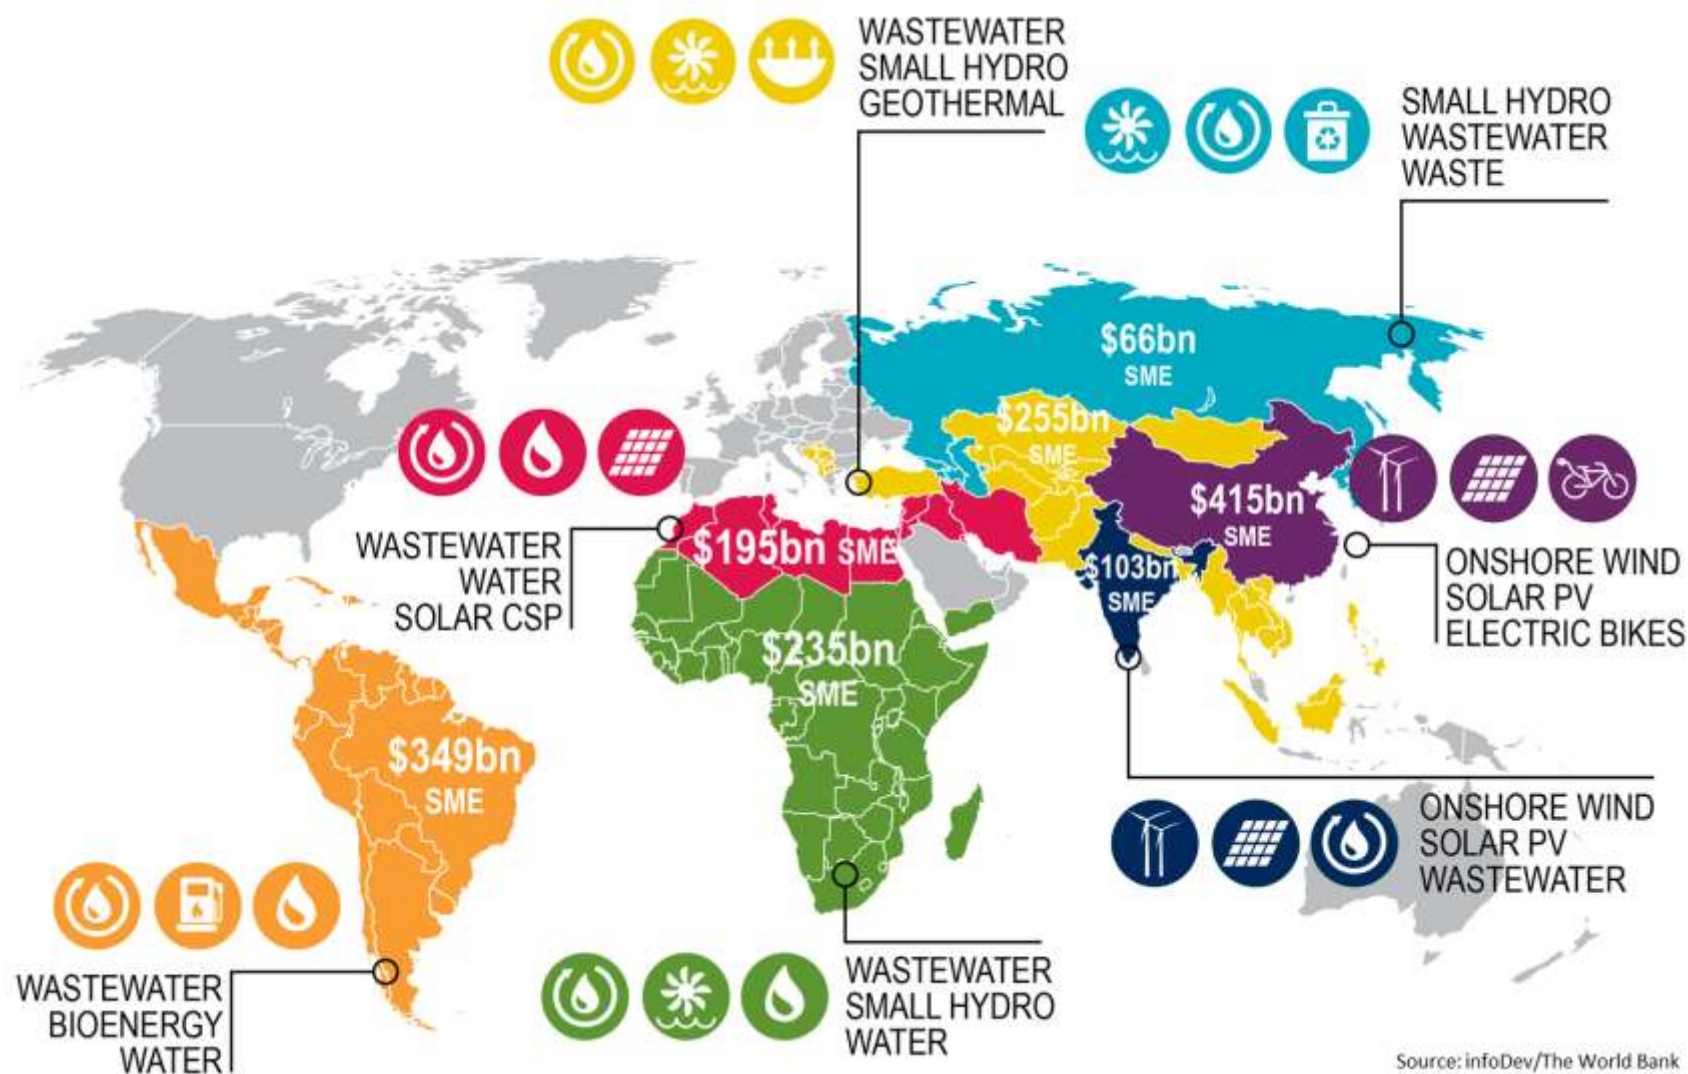 WASTEWATER
SMALL HYDRO
GEOTHERMAL
SMALL HYDRO
WASTEWATER
WASTE
$66bn
SME
$255bn
SME
$415bn
SME
$195bn SME
$103bn
SME
WASTEWATER
WATER
SOLAR CSP
ONSHORE WIND
SOLAR PV
ELECTRIC BIKES
$235bn
SME
$349bn
SME
ONSHORE WIND
SOLAR PV
WASTEWATER
WASTEWATER
BIOENERGY
WATER
WASTEWATER
SMALL HYDRO
WATER
Source: infoDev/The World Bank